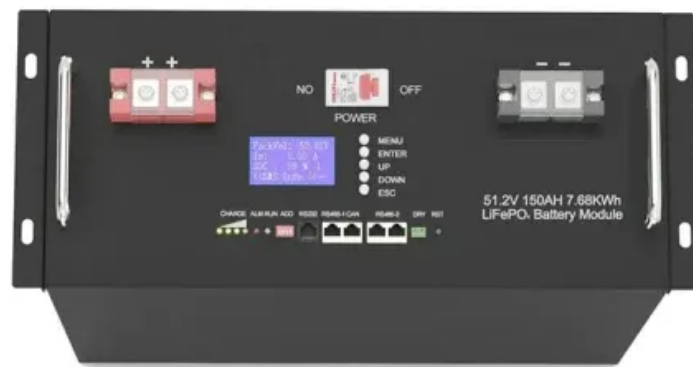 + +
- -
NO
OFF
POWER
MENU
ENTER
UP
DOWN
ESC
51.2V 150AH 7.68KWh
LiFePO₄ Battery Module
CHARGE ALM RUN ADD RS232 RS485-1 CAN RS485-2 DRY RST